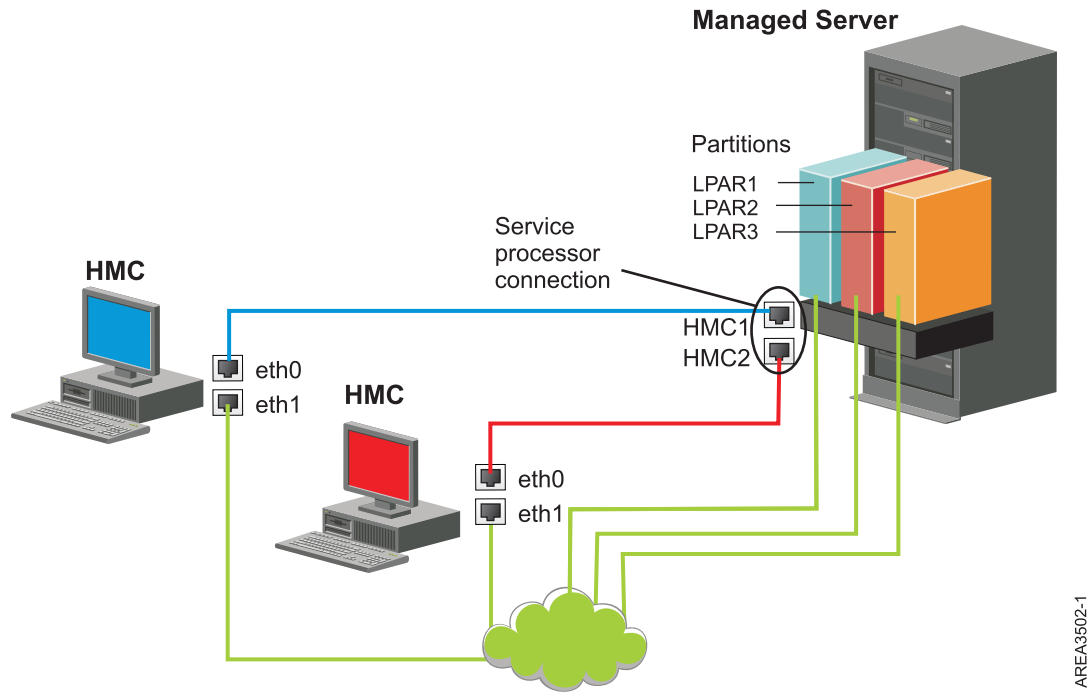 Managed Server
Partitions
LPAR1
LPAR2
LPAR3
Service
processor
connection
HMC
HMC1
HMC2
eth0
eth1
HMC
eth0
eth1
AREA3502-1